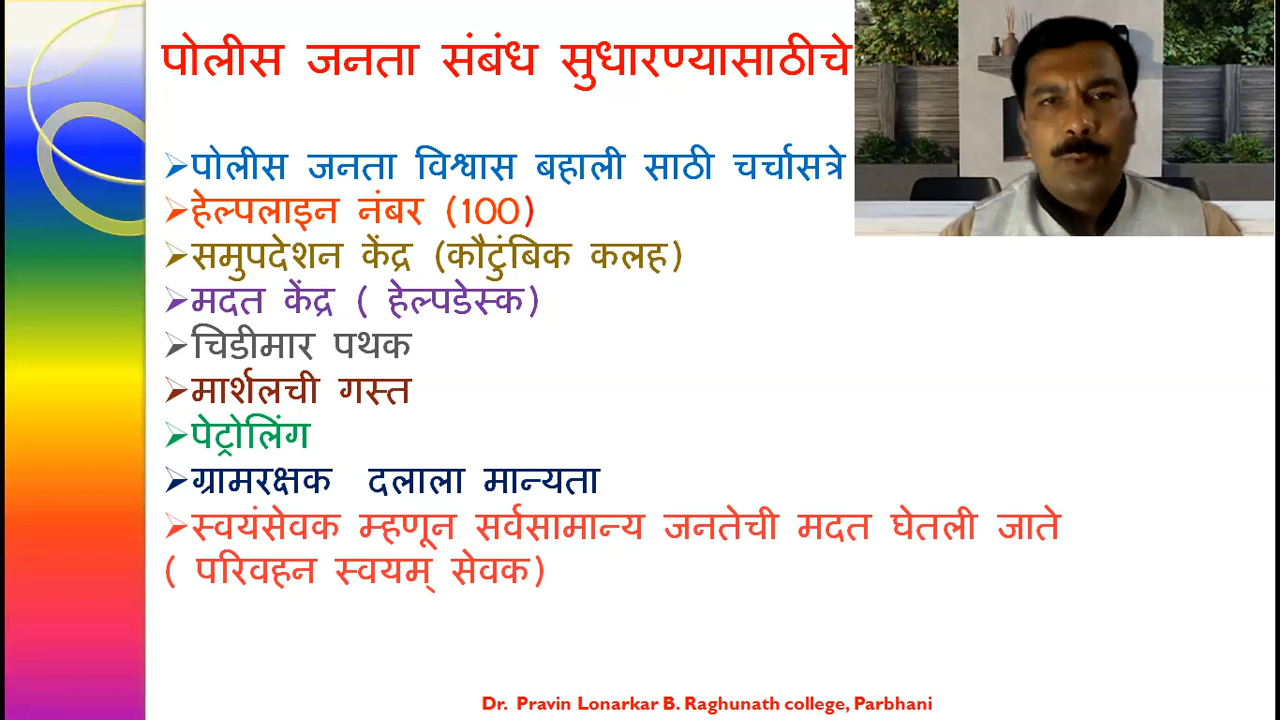 पोलीस जनता संबंध सुधारण्यासाठीचे
➢पोलीस जनता विश्वास बहाली साठी चर्चासत्रे
➢हेल्पलाइन नंबर (100)
➢समुपदेशन केंद्र (कौटुंबिक कलह)
➢मदत केंद्र ( हेल्पडेस्क)
➢चिडीमार पथक
➢मार्शलची गस्त
➢पेट्रोलिंग
➢ग्रामरक्षक दलाला मान्यता
➢स्वयंसेवक म्हणून सर्वसामान्य जनतेची मदत घेतली जाते
( परिवहन स्वयम् सेवक)
Dr. Pravin Lonarkar B. Raghunath college, Parbhani